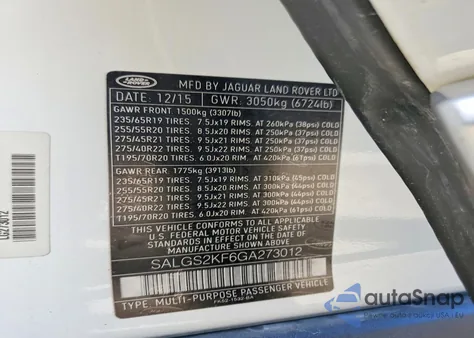 LAND ROVER
MFD BY JAGUAR LAND ROVER LTD
DATE: 12/15 GWR: 3050kg (6724lb)
GAWR FRONT 1500kg (3307lb)
235/65R19 TIRES. 7.5Jx19 RIMS. AT 260kPa (38psi) COLD
255/55R20 TIRES. 8.5Jx20 RIMS. AT 250kPa (37psi) COLD
275/45R21 TIRES. 9.5Jx21 RIMS. AT 250kPa (37psi) COLD
275/40R22 TIRES. 9.5Jx22 RIMS. AT 250kPa (37psi) COLD
T195/70R20 TIRES. 6.0Jx20 RIM. AT 420kPa (61psi) COLD
GAWR REAR. 1775kg (3913lb)
235/65R19 TIRES. 7.5Jx19 RIMS. AT 310kPa (45psi) COLD
255/55R20 TIRES. 8.5Jx20 RIMS. AT 300kPa (44psi) COLD
275/45R21 TIRES. 9.5Jx21 RIMS. AT 300kPa (44psi) COLD
275/40R22 TIRES. 9.5Jx22 RIMS. AT 300kPa (44psi) COLD
T195/70R20 TIRES. 6.0Jx20 RIM. AT 420kPa (61psi) COLD
THIS VEHICLE CONFORMS TO ALL APPLICABLE
U.S. FEDERAL MOTOR VEHICLE SAFETY
AND THEFT PREVENTION STANDARDS IN EFFECT
ON THE DATE OF MANUFACTURE SHOWN ABOVE.
SALGS2KF6GA273012
TYPE: MULTI-PURPOSE PASSENGER VEHICLE
autoSnap